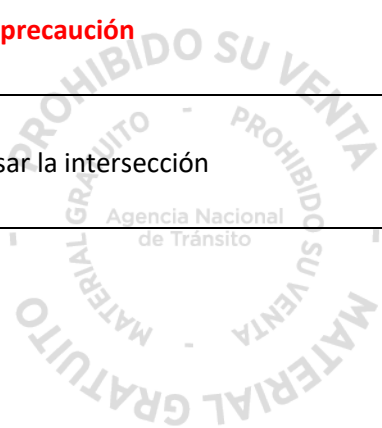 precaución
sar la intersección
PROHIBIDO SU VENTA
MATERIAL GRATUITO
MATERIAL GRATUITO - PROHIBIDO SU VENTA -
Agencia Nacional
de Tránsito